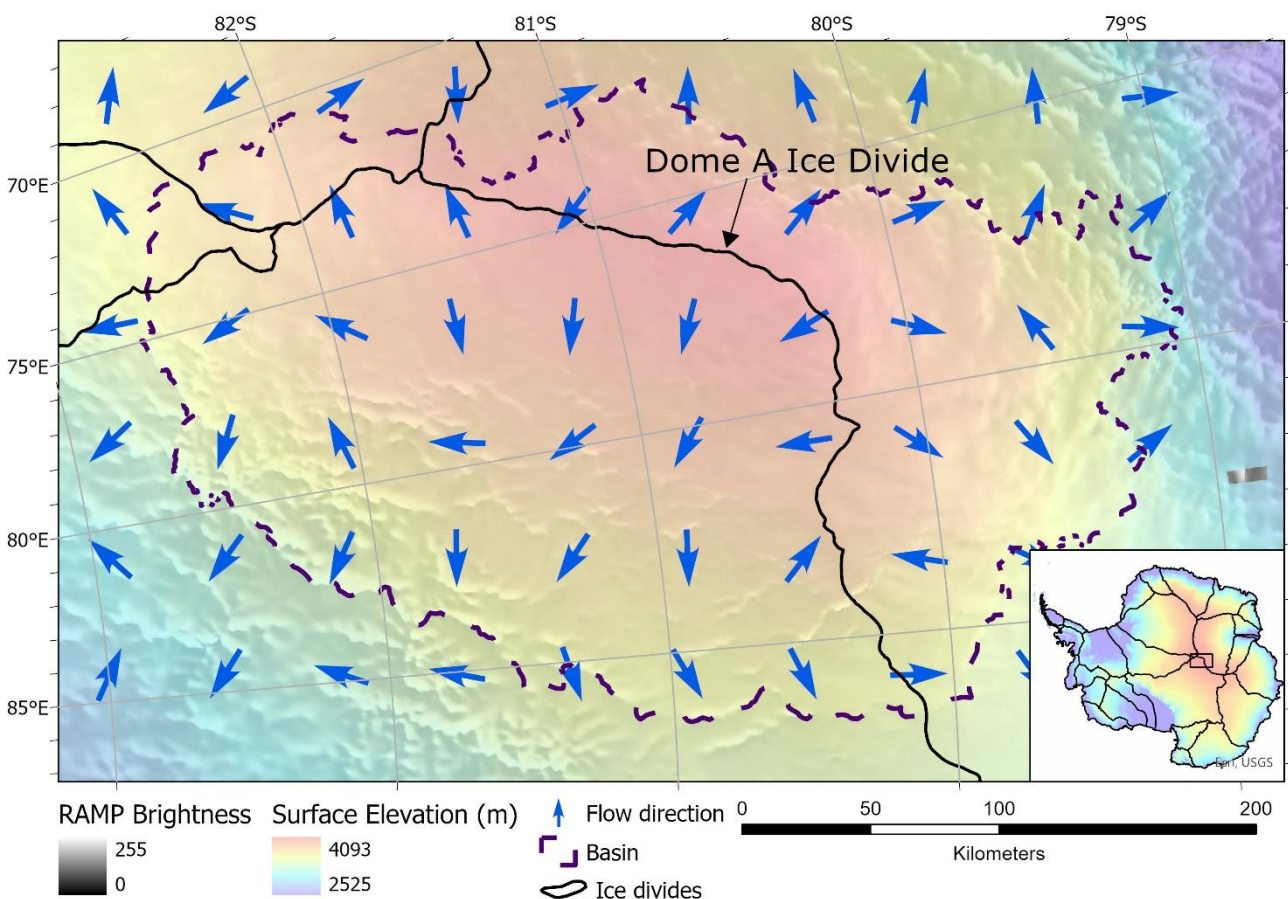 82°S 81°S 80°S 79°S
Dome A Ice Divide
70°E
75°E
80°E
85°E
Esri, USGS
RAMP Brightness
255
0
Surface Elevation (m)
4093
2525
Flow direction
Basin
Ice divides
0 50 100 200
Kilometers